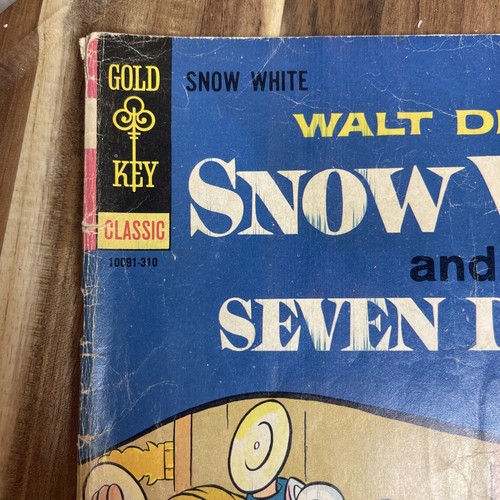 GOLD
KEY
CLASSIC
10091-310
SNOW WHITE
WALT
SNOW
and
SEVEN